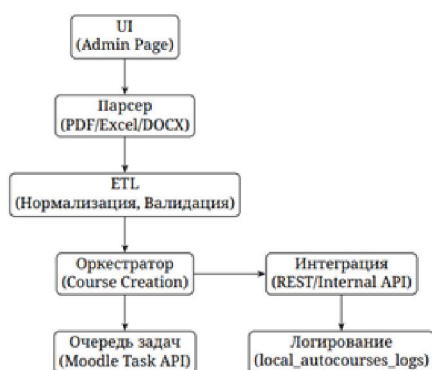 UI
(Admin Page)
Парсер
(PDF/Excel/DOCX)
ETL
(Нормализация, Валидация)
Оркестратор
(Course Creation)
Интеграция
(REST/Internal API)
Очередь задач
(Moodle Task API)
Логирование
(local_autocourses_logs)